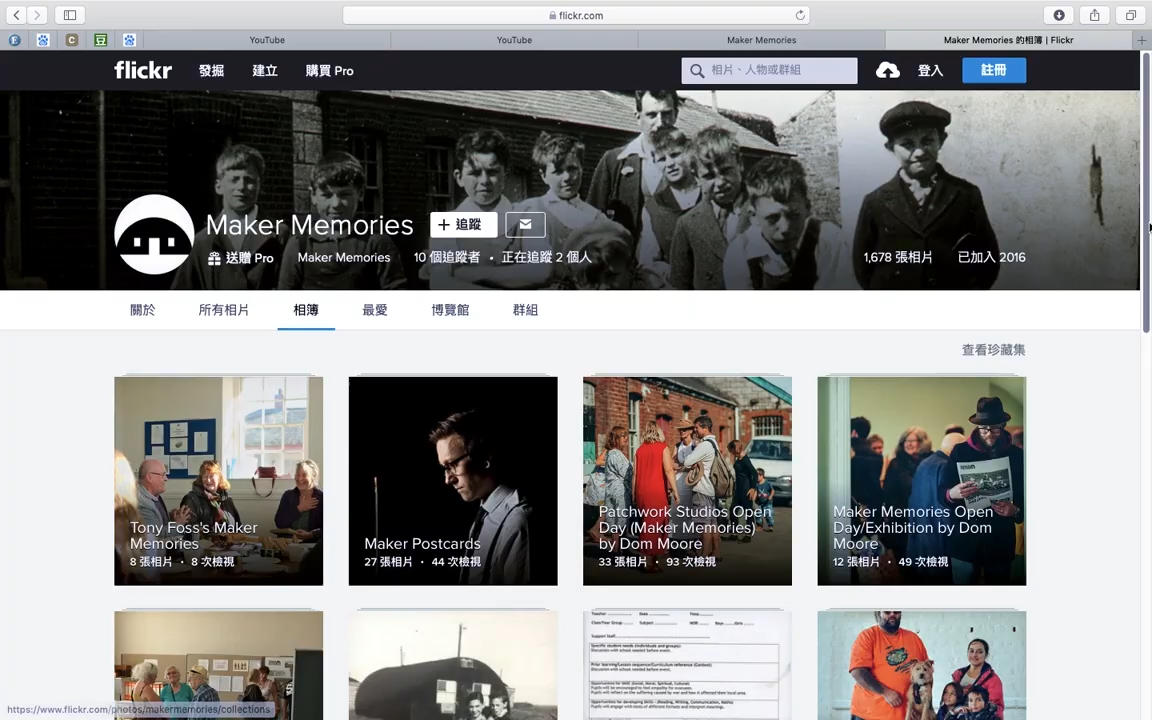 flickr.com
YouTube
YouTube
Maker Memories
Maker Memories 的相簿 | Flickr
flickr
發掘
建立
購買 Pro
相片、人物或群組
登入
註冊
Maker Memories
+ 追蹤
送贈 Pro
Maker Memories
10 個追蹤者 • 正在追蹤 2 個人
1,678 張相片
已加入 2016
關於
所有相片
相簿
最愛
博覽館
群組
查看珍藏集
Tony Foss's Maker
Memories
8 張相片 · 8 次檢視
Maker Postcards
27 張相片 · 44 次檢視
Patchwork Studios Open
Day (Maker Memories)
by Dom Moore
33 張相片 · 93 次檢視
Maker Memories Open
Day/Exhibition by Dom
Moore
12 張相片 · 49 次檢視
https://www.flickr.com/photos/makermemories/collections